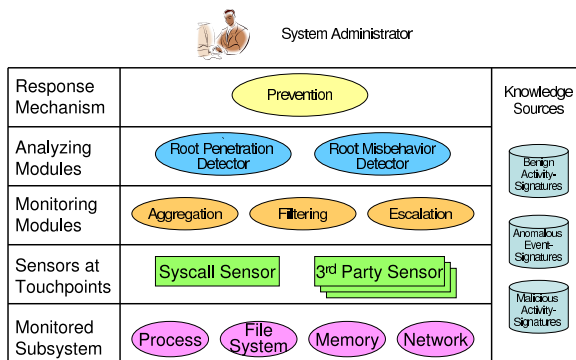 System Administrator
Response
Mechanism
Prevention
Knowledge
Sources
Analyzing
Modules
Root Penetration
Detector
Root Misbehavior
Detector
Benign
Activity-
Signatures
Monitoring
Modules
Aggregation
Filtering
Escalation
Anomalous
Event-
Signatures
Sensors at
Touchpoints
Syscall Sensor
3rd Party Sensor
Malicious
Activity-
Signatures
Monitored
Subsystem
Process
File
System
Memory
Network